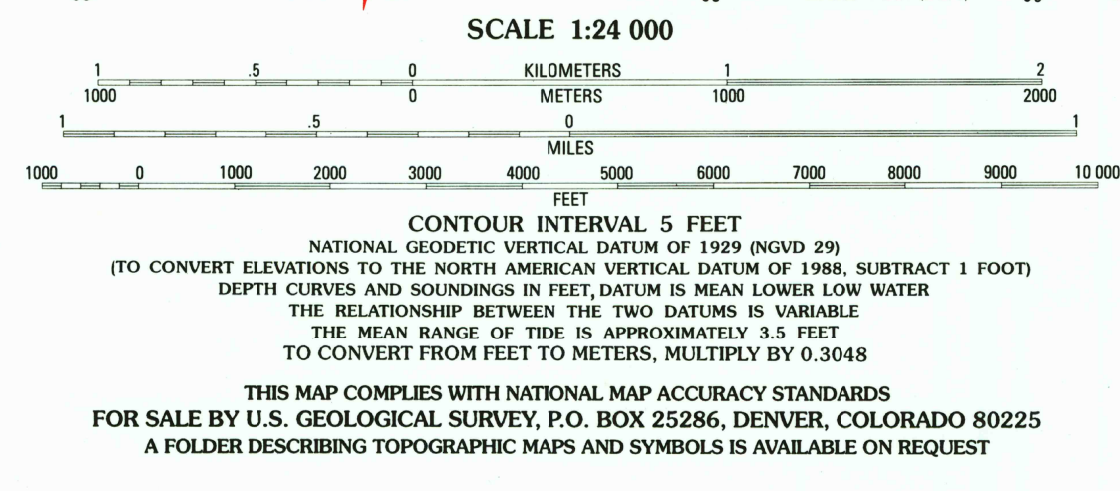 SCALE 1:24 000
1 .5 0 KILOMETERS 1 2
1000 0 METERS 1000 2000
1 .5 0 1
MILES
1000 0 1000 2000 3000 4000 5000 6000 7000 8000 9000 10 000
FEET
CONTOUR INTERVAL 5 FEET
NATIONAL GEODETIC VERTICAL DATUM OF 1929 (NGVD 29)
(TO CONVERT ELEVATIONS TO THE NORTH AMERICAN VERTICAL DATUM OF 1988, SUBTRACT 1 FOOT)
DEPTH CURVES AND SOUNDINGS IN FEET, DATUM IS MEAN LOWER LOW WATER
THE RELATIONSHIP BETWEEN THE TWO DATUMS IS VARIABLE
THE MEAN RANGE OF TIDE IS APPROXIMATELY 3.5 FEET
TO CONVERT FROM FEET TO METERS, MULTIPLY BY 0.3048
THIS MAP COMPLIES WITH NATIONAL MAP ACCURACY STANDARDS
FOR SALE BY U.S. GEOLOGICAL SURVEY, P.O. BOX 25286, DENVER, COLORADO 80225
A FOLDER DESCRIBING TOPOGRAPHIC MAPS AND SYMBOLS IS AVAILABLE ON REQUEST